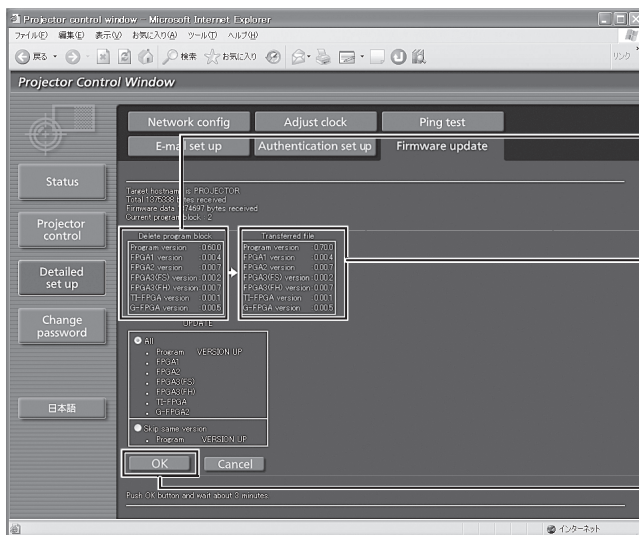 Projector control window - Microsoft Internet Explorer
ファイル(F) 編集(E) 表示(V) お気に入り(A) ツール(T) ヘルプ(H)
戻る 検索 お気に入り リンク
Projector Control Window
Network config Adjust clock Ping test
E-mail set up Authentication set up Firmware update
Status
Projector control
Detailed set up
Change password
日本語
Target hostname is PROJECTOR
Total 1375338 bytes received
Firmware data 74697 bytes received
Current program block : 2
Delete program block
Program version 0.60.0
FPGA1 version :0.00.4
FPGA2 version 0.00.7
FPGA3(FS) version :0.00.2
FPGA3(FH) version :0.00.7
TI-FPGA version :0.00.1
G-FPGA version :0.00.5
Transferred file
Program version 0.70.0
FPGA1 version :0.00.4
FPGA2 version 0.00.7
FPGA3(FS) version :0.00.2
FPGA3(FH) version :0.00.7
TI-FPGA version :0.00.1
G-FPGA version :0.00.5
UPDATE
All
. Program VERSION UP
. FPGA1
. FPGA2
. FPGA3(FS)
. FPGA3(FH)
. TI-FPGA
. G-FPGA2
Skip same version
. Program VERSION UP
OK Cancel
Push OK button and wait about 3 minutes.
インターネット